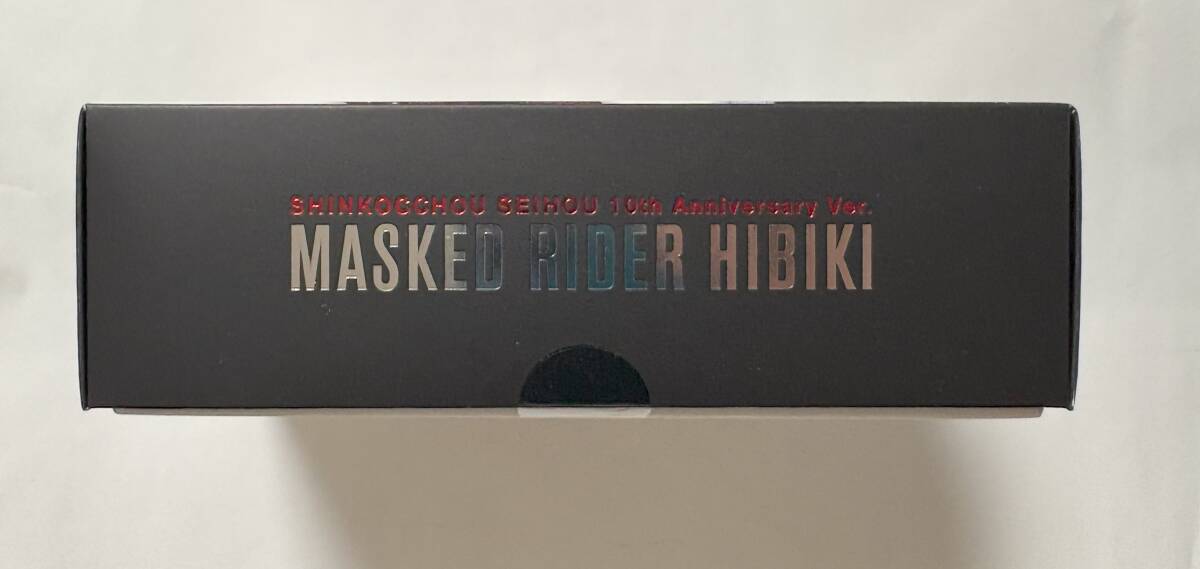 SHINKOCCHOU SEIHOU 10th Anniversary Ver.
MASKED RIDER HIBIKI